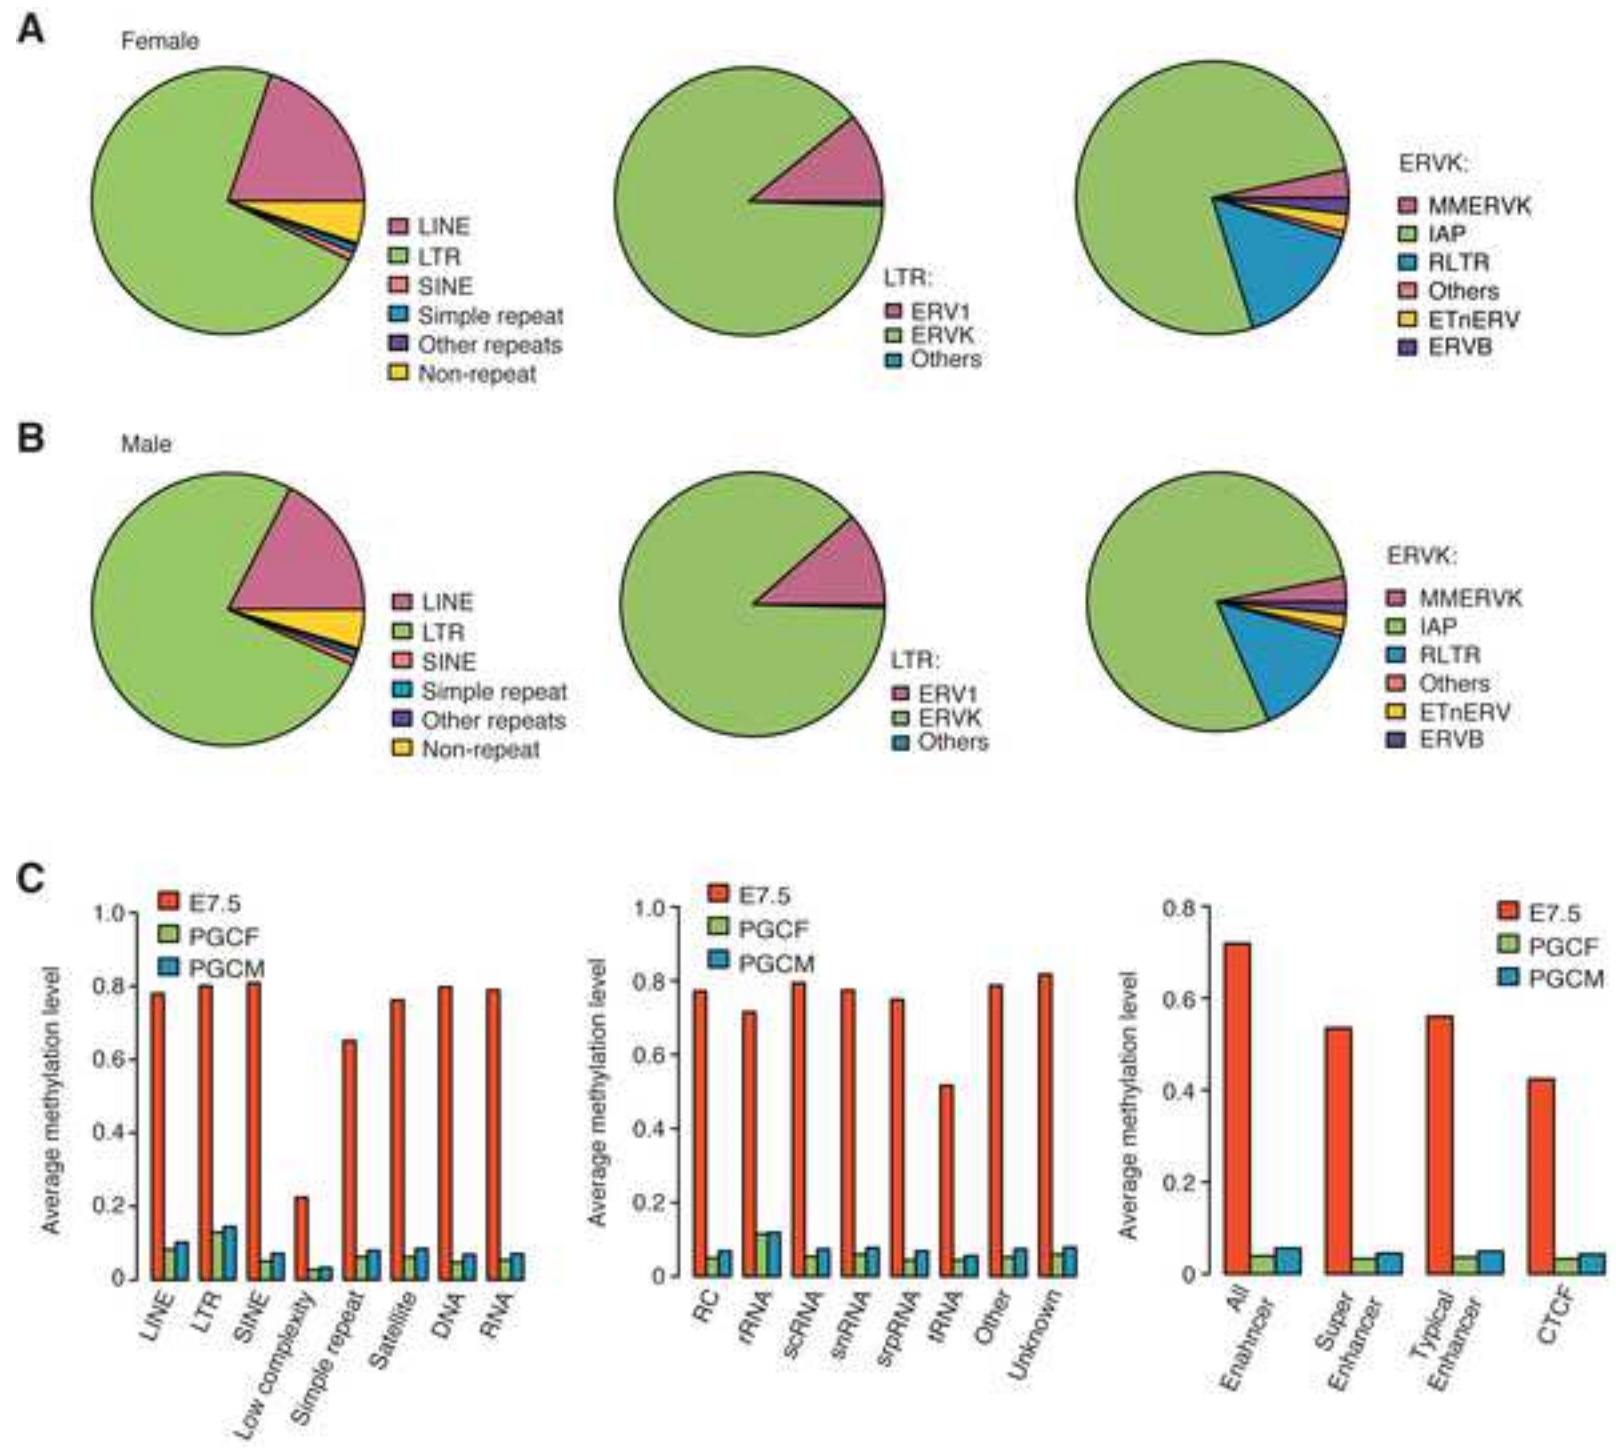 A
Female
LINE
LTR
SINE
Simple repeat
Other repeats
Non-repeat
LTR:
ERV1
ERVK
Others
ERVK:
MMERVK
IAP
RLTR
Others
ETnERV
ERVB
B
Male
LINE
LTR
SINE
Simple repeat
Other repeats
Non-repeat
LTR:
ERV1
ERVK
Others
ERVK:
MMERVK
IAP
RLTR
Others
ETnERV
ERVB
C
Average methylation level
1.0
0.8
0.6
0.4
0.2
0
E7.5
PGCF
PGCM
LINE
LTR
SINE
Low complexity
Simple repeat
Satellite
DNA
RNA
Average methylation level
1.0
0.8
0.6
0.4
0.2
0
E7.5
PGCF
PGCM
RC
rRNA
scRNA
snRNA
srpRNA
tRNA
Other
Unknown
Average methylation level
0.8
0.6
0.4
0.2
0
E7.5
PGCF
PGCM
All
Enahncer
Super
Enhancer
Typical
Enhancer
CTCF